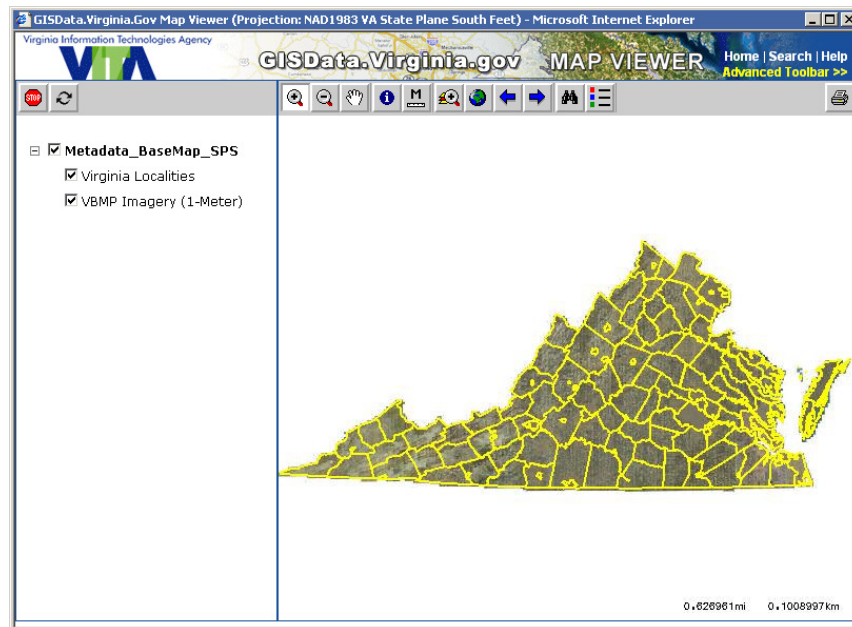 GISData.Virginia.Gov Map Viewer (Projection: NAD1983 VA State Plane South Feet) - Microsoft Internet Explorer
Virginia Information Technologies Agency
VITA
GISData.Virginia.gov MAP VIEWER
Home | Search | Help
Advanced Toolbar >>
STOP
M
Metadata_BaseMap_SPS
Virginia Localities
VBMP Imagery (1-Meter)
0.626961mi 0.1008997km